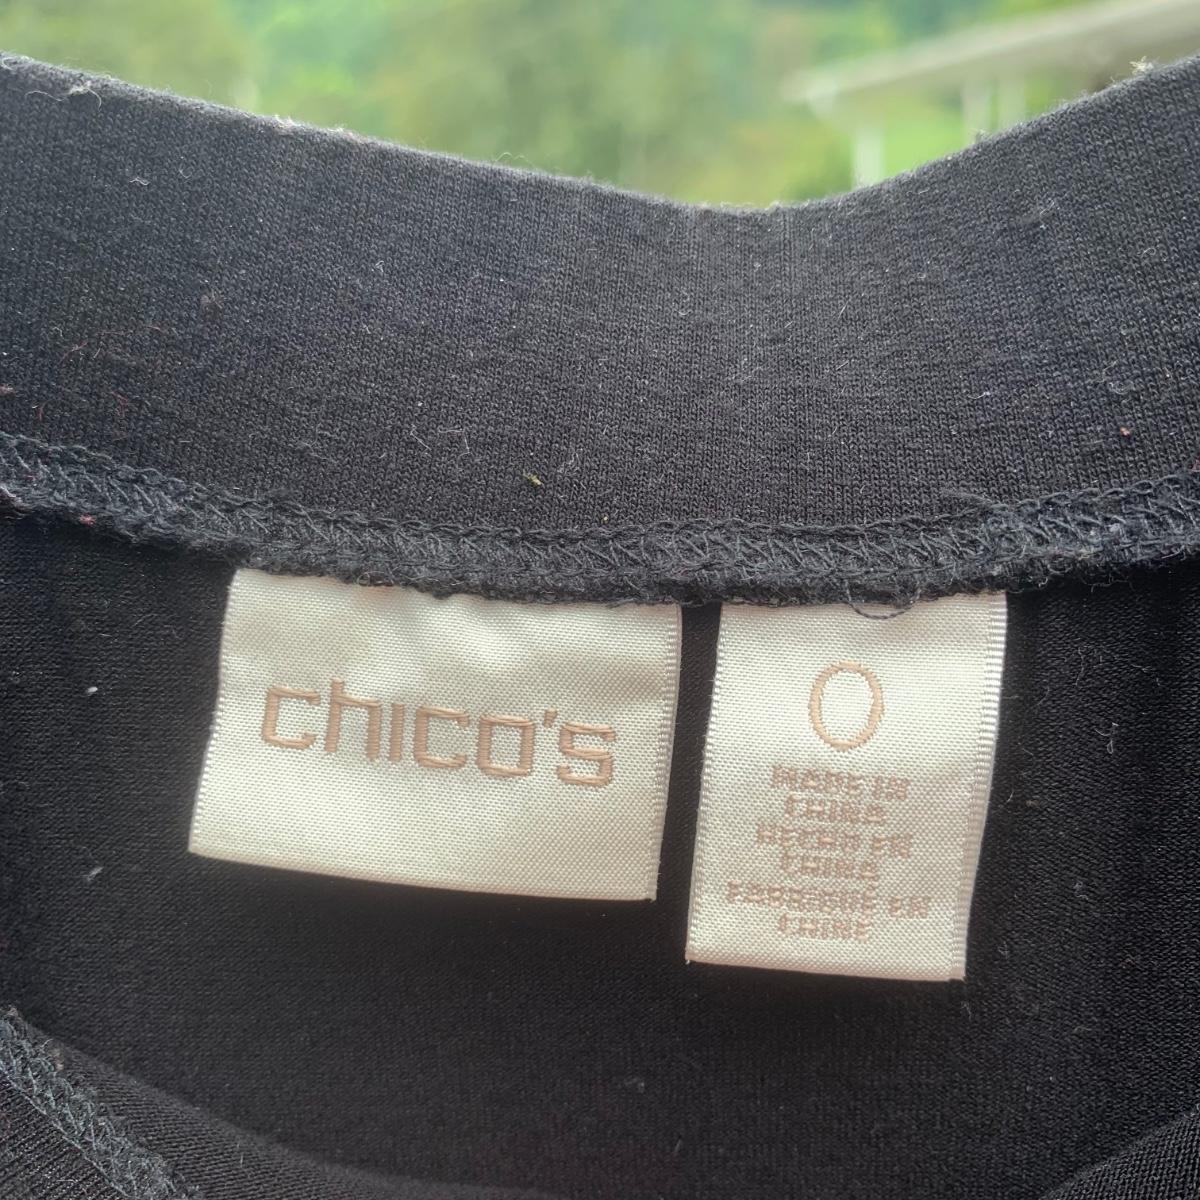 chico's
0
MADE IN
CHINA
HECHO EN
CHINA
FABRIQUÉ EN
CHINE